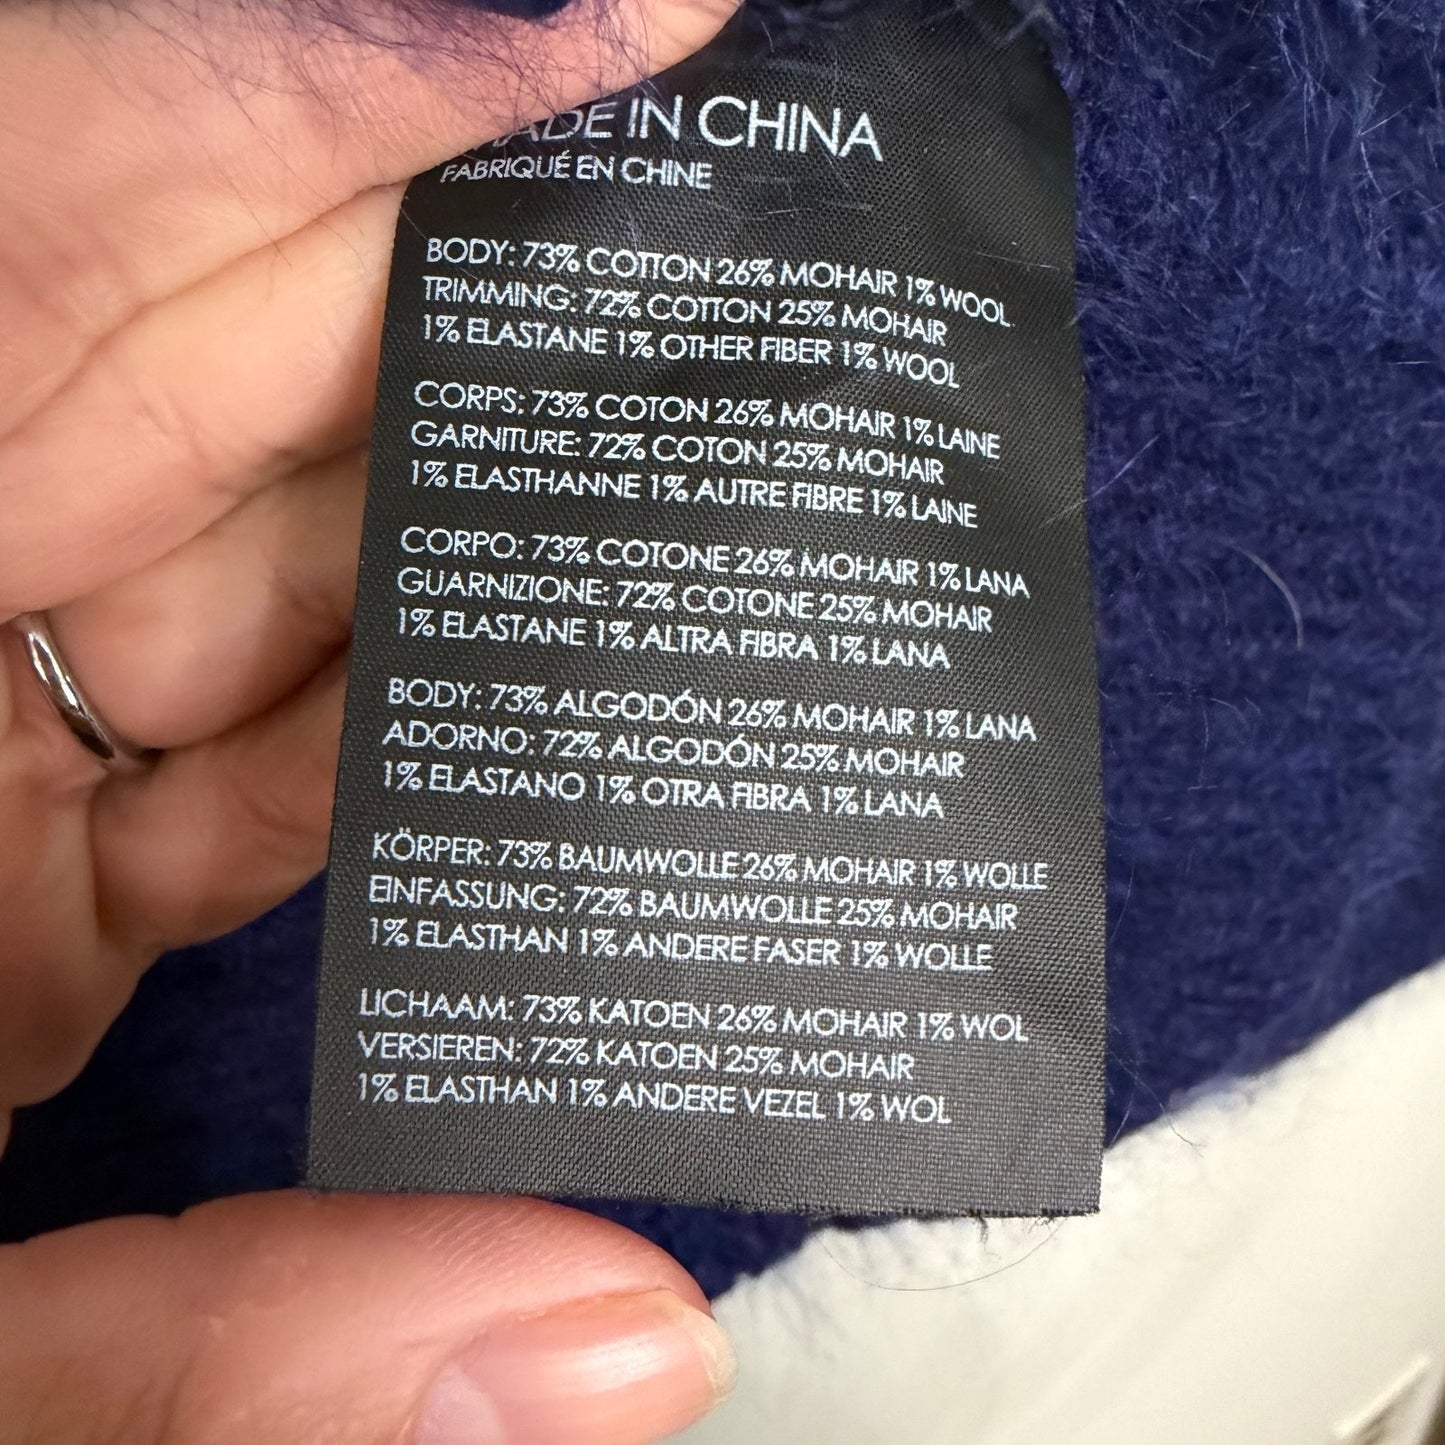 MADE IN CHINA
FABRIQUÉ EN CHINE
BODY: 73% COTTON 26% MOHAIR 1% WOOL
TRIMMING: 72% COTTON 25% MOHAIR
1% ELASTANE 1% OTHER FIBER 1% WOOL
CORPS: 73% COTON 26% MOHAIR 1% LAINE
GARNITURE: 72% COTON 25% MOHAIR
1% ELASTHANNE 1% AUTRE FIBRE 1% LAINE
CORPO: 73% COTONE 26% MOHAIR 1% LANA
GUARNIZIONE: 72% COTONE 25% MOHAIR
1% ELASTANE 1% ALTRA FIBRA 1% LANA
BODY: 73% ALGODÓN 26% MOHAIR 1% LANA
ADORNO: 72% ALGODÓN 25% MOHAIR
1% ELASTANO 1% OTRA FIBRA 1% LANA
KÖRPER: 73% BAUMWOLLE 26% MOHAIR 1% WOLLE
EINFASSUNG: 72% BAUMWOLLE 25% MOHAIR
1% ELASTHAN 1% ANDERE FASER 1% WOLLE
LICHAAM: 73% KATOEN 26% MOHAIR 1% WOL
VERSIEREN: 72% KATOEN 25% MOHAIR
1% ELASTHAN 1% ANDERE VEZEL 1% WOL